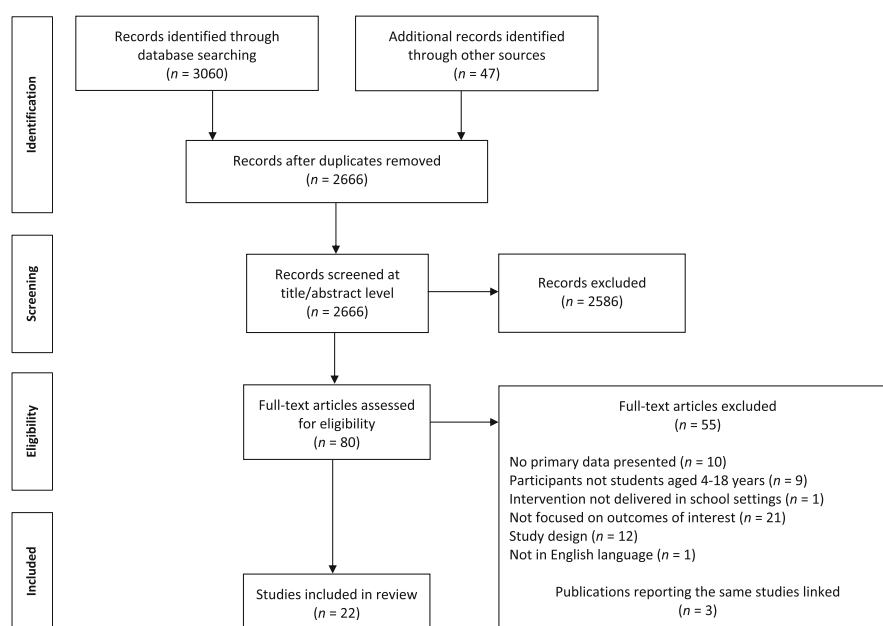 Identification
Records identified through
database searching
(n = 3060)
Additional records identified
through other sources
(n = 47)
Records after duplicates removed
(n = 2666)
Screening
Records screened at
title/abstract level
(n = 2666)
Records excluded
(n = 2586)
Eligibility
Full-text articles assessed
for eligibility
(n = 80)
Full-text articles excluded
(n = 55)
No primary data presented (n = 10)
Participants not students aged 4-18 years (n = 9)
Intervention not delivered in school settings (n = 1)
Not focused on outcomes of interest (n = 21)
Study design (n = 12)
Not in English language (n = 1)
Publications reporting the same studies linked
(n = 3)
Included
Studies included in review
(n = 22)